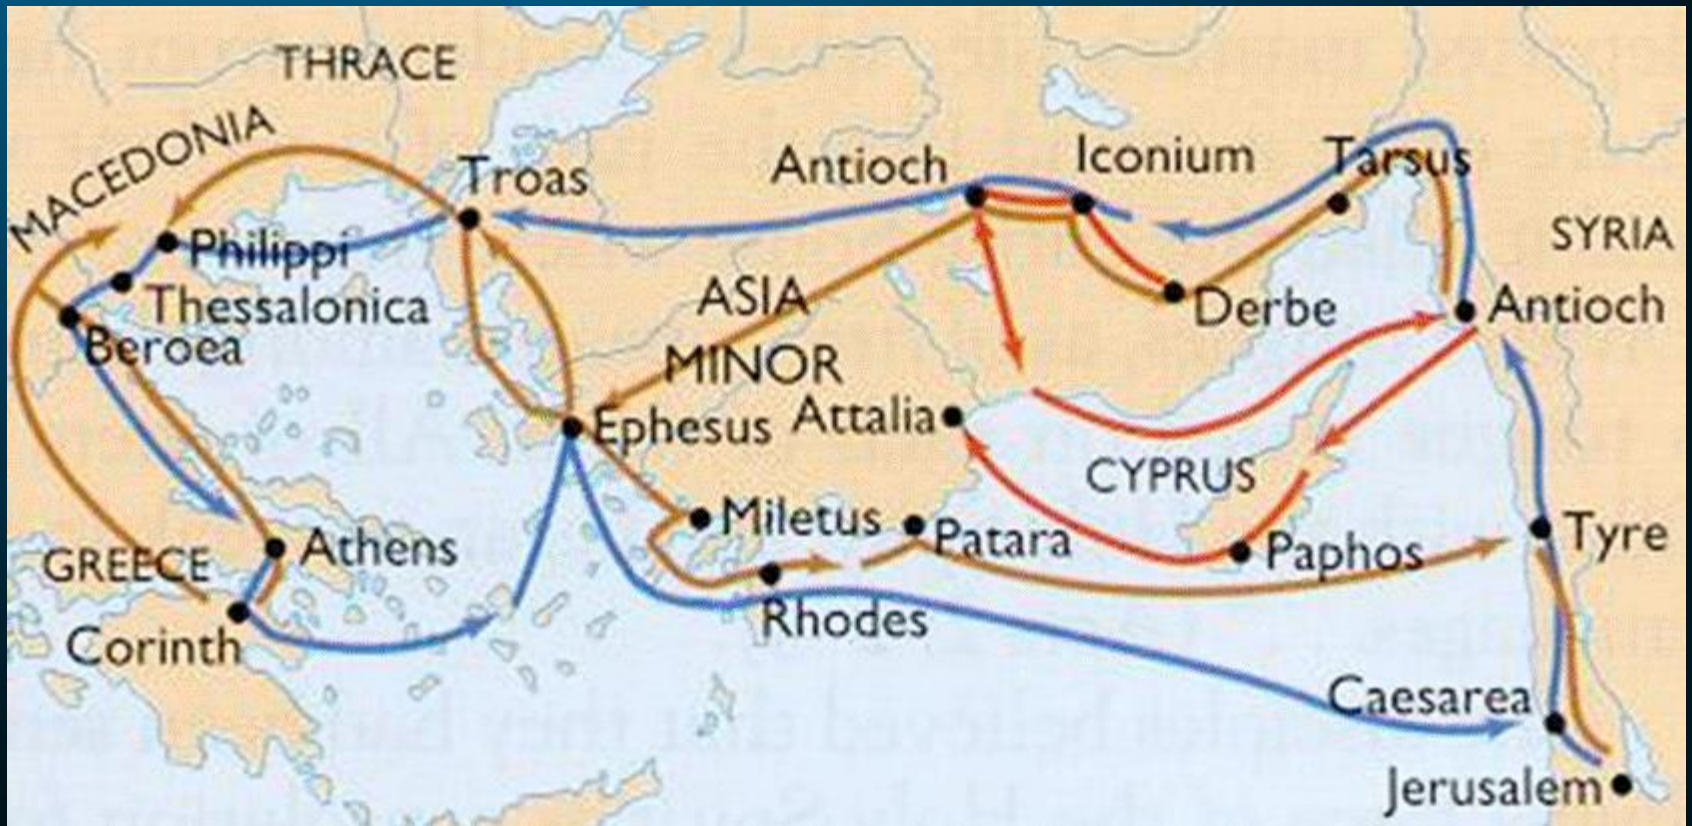 THRACE
MACEDONIA
Troas
Antioch
Iconium
Tarsus
SYRIA
Philippi
Thessalonica
Beroea
ASIA
MINOR
Derbe
Antioch
Ephesus
Attalia
CYPRUS
Miletus
Patara
Paphos
Tyre
GREECE
Athens
Rhodes
Corinth
Caesarea
Jerusalem